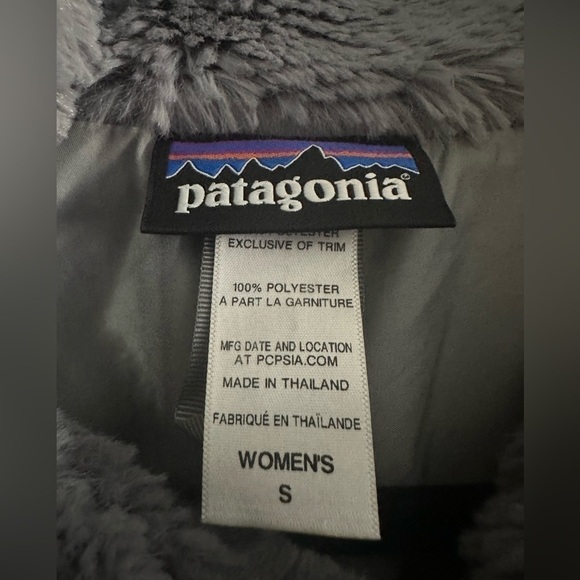 patagonia®
POLYESTER
EXCLUSIVE OF TRIM
100% POLYESTER
A PART LA GARNITURE
MFG DATE AND LOCATION
AT PCPSIA.COM
MADE IN THAILAND
FABRIQUÉ EN THAÏLANDE
WOMEN'S
S